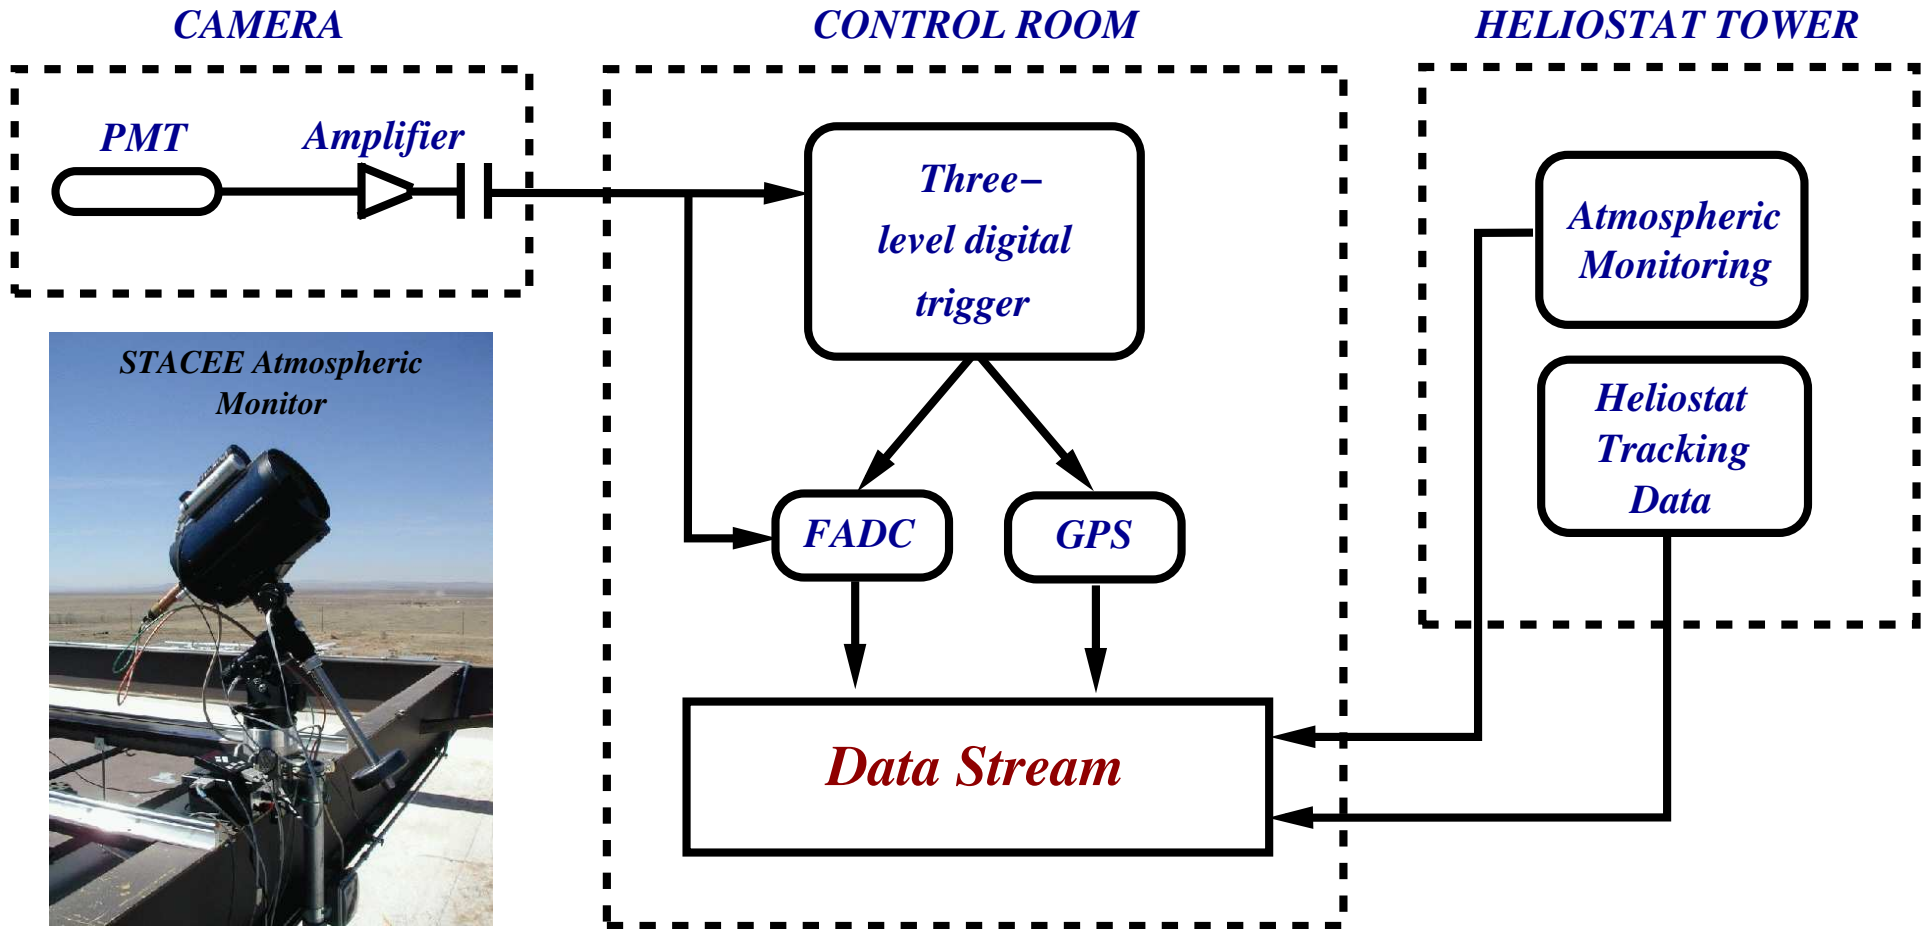 CAMERA
CONTROL ROOM
HELIOSTAT TOWER
PMT
Amplifier
Three−
level digital
trigger
Atmospheric
Monitoring
STACEE Atmospheric
Monitor
Heliostat
Tracking
Data
FADC
GPS
Data Stream